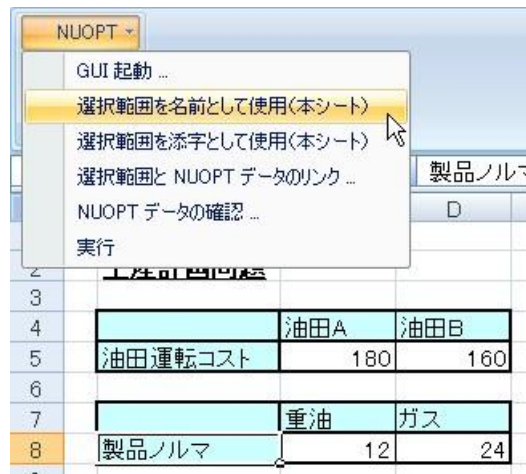 NUOPT
GUI 起動 ...
選択範囲を名前として使用(本シート)
選択範囲を添字として使用(本シート)
選択範囲と NUOPT データのリンク ...
製品ノルマ
NUOPT データの確認 ...
D
実行
2
3
4 油田A 油田B
5 油田運転コスト 180 160
6
7 重油 ガス
8 製品ノルマ 12 24